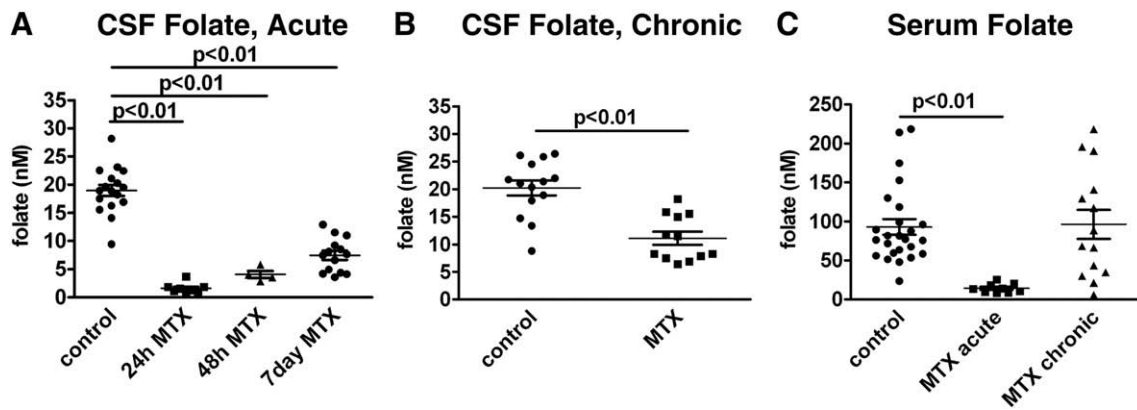 A CSF Folate, Acute
p<0.01
p<0.01
p<0.01
folate (nM)
35
30
25
20
15
10
5
0
control
24h MTX
48h MTX
7day MTX
B CSF Folate, Chronic
p<0.01
folate (nM)
35
30
25
20
15
10
5
0
control
MTX
C Serum Folate
p<0.01
folate (nM)
250
200
150
100
50
0
control
MTX acute
MTX chronic